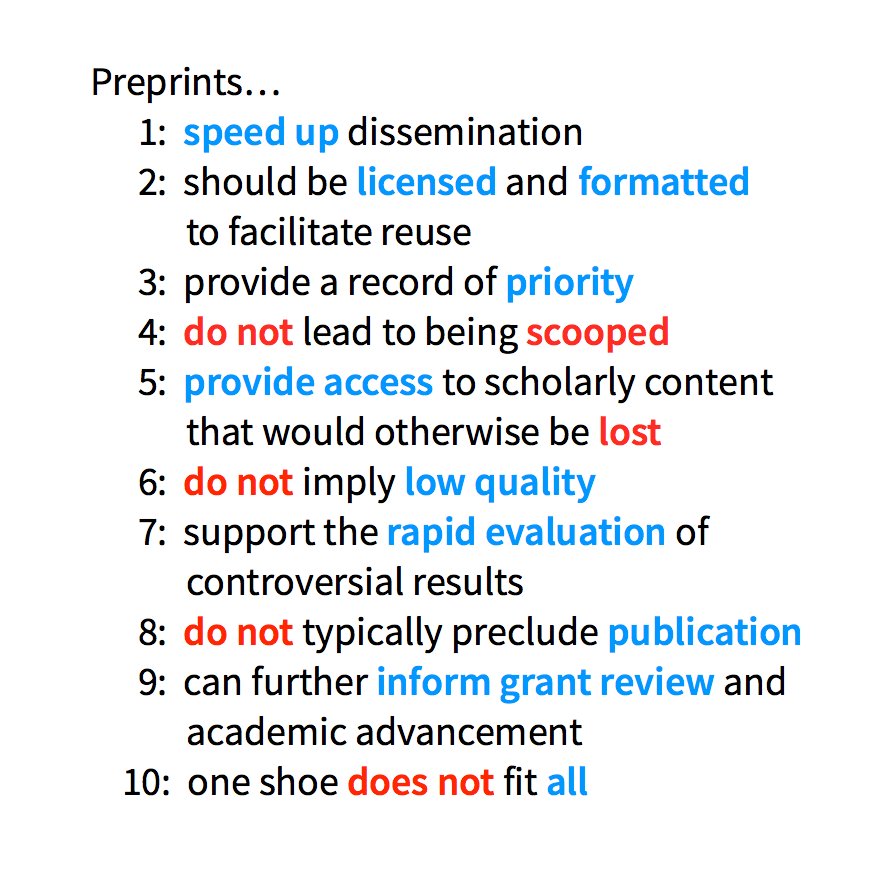 Preprints…
1: speed up dissemination
2: should be licensed and formatted
to facilitate reuse
3: provide a record of priority
4: do not lead to being scooped
5: provide access to scholarly content
that would otherwise be lost
6: do not imply low quality
7: support the rapid evaluation of
controversial results
8: do not typically preclude publication
9: can further inform grant review and
academic advancement
10: one shoe does not fit all